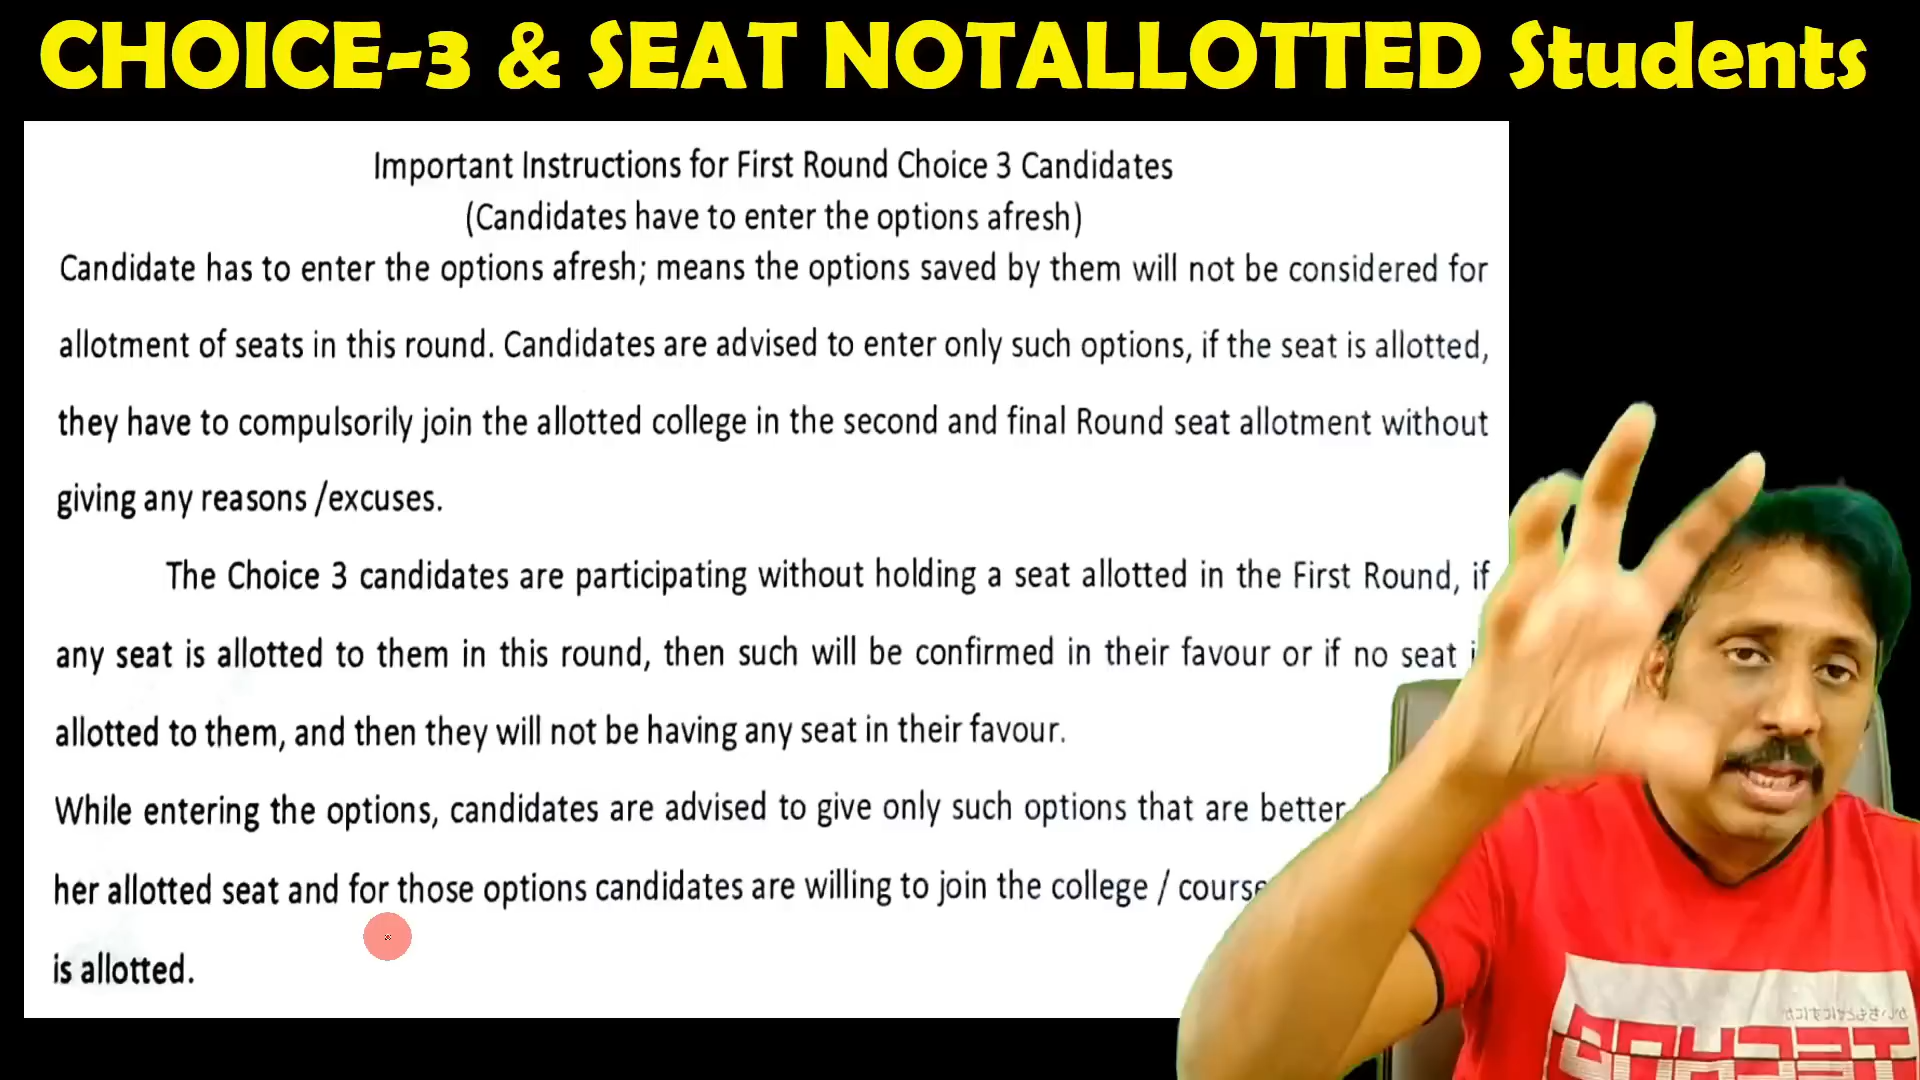 CHOICE-3 & SEAT NOTALLOTTED Students
Important Instructions for First Round Choice 3 Candidates
(Candidates have to enter the options afresh)
Candidate has to enter the options afresh; means the options saved by them will not be considered for
allotment of seats in this round. Candidates are advised to enter only such options, if the seat is allotted,
they have to compulsorily join the allotted college in the second and final Round seat allotment without
giving any reasons /excuses.
The Choice 3 candidates are participating without holding a seat allotted in the First Round, if
any seat is allotted to them in this round, then such will be confirmed in their favour or if no seat
allotted to them, and then they will not be having any seat in their favour.
While entering the options, candidates are advised to give only such options that are better
her allotted seat and for those options candidates are willing to join the college / course
is allotted.